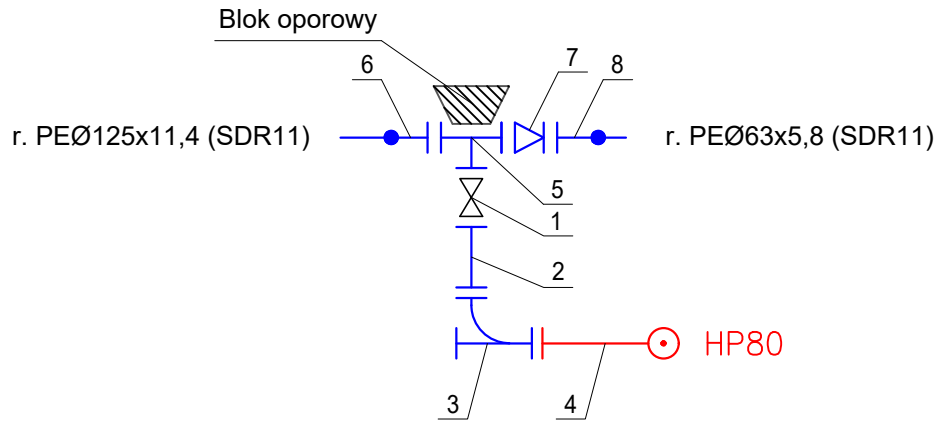 Blok oporowy
6
7
8
r. PEØ125x11,4 (SDR11)
r. PEØ63x5,8 (SDR11)
5
1
2
HP80
3
4